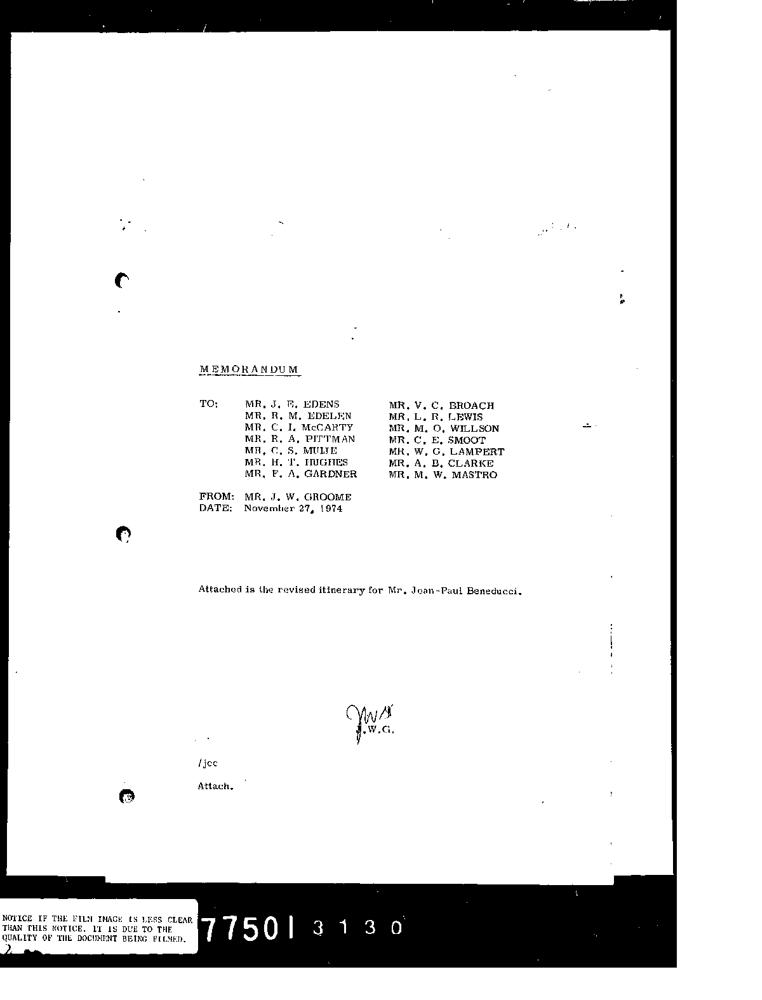 MEMORANDUM
TO: MR. J. E. EDENS MR. V. C. BROACH
MR. R. M. EDELEN MR. L. R. LEWIS
MR. C. I. McCARTY MR. M. O. WILLSON
MR. R. A. PITTMAN MR. C. E. SMOOT
MR. C. S. MUIJE MR. W. G. LAMPERT
MR. H. T. HUGHES MR. A. B. CLARKE
MR. F. A. GARDNER MR. M. W. MASTRO
FROM: MR. J. W. GROOME
DATE: November 27, 1974
Attached is the revised itinerary for Mr. Jean-Paul Beneducci.
J.W.G.
/jcc
Attach.
NOTICE IF THE FILM IMAGE IS LESS CLEAR
THAN THIS NOTICE. IT IS DUE TO THE
QUALITY OF THE DOCUMENT BEING FILMED.
2
77501 3130